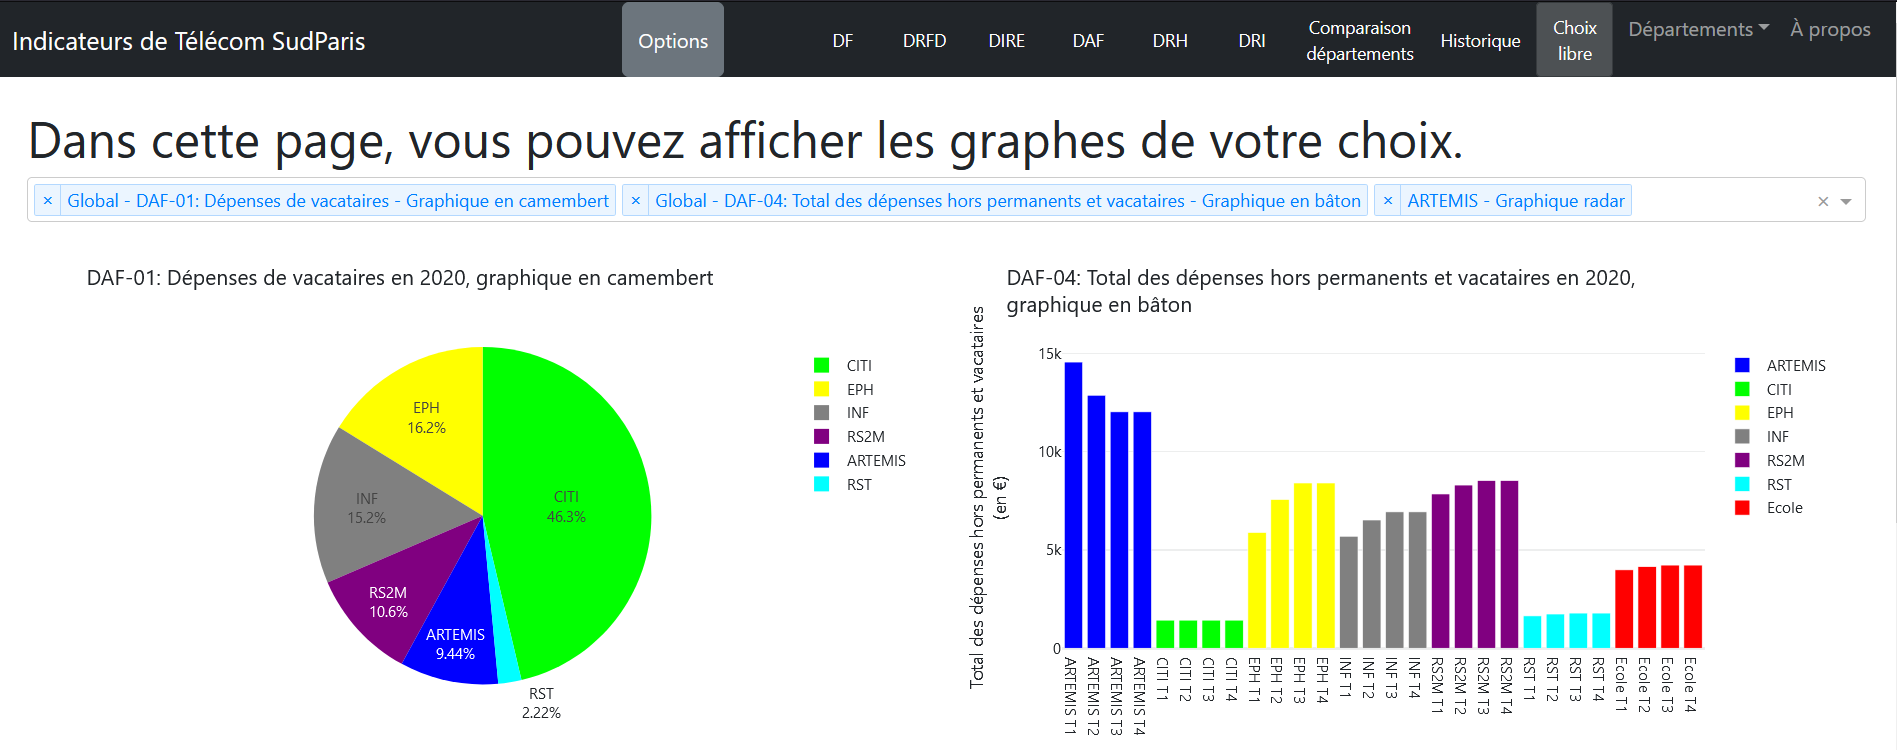 Indicateurs de Télécom SudParis
Options
DF
DRFD
DIRE
DAF
DRH
DRI
Comparaison
départements
Historique
Choix
libre
Départements
À propos
Dans cette page, vous pouvez afficher les graphes de votre choix.
× Global - DAF-01: Dépenses de vacataires - Graphique en camembert
× Global - DAF-04: Total des dépenses hors permanents et vacataires - Graphique en bâton
× ARTEMIS - Graphique radar
×
DAF-01: Dépenses de vacataires en 2020, graphique en camembert
EPH
16.2%
INF
15.2%
CITI
46.3%
RS2M
10.6%
ARTEMIS
9.44%
RST
2.22%
CITI
EPH
INF
RS2M
ARTEMIS
RST
DAF-04: Total des dépenses hors permanents et vacataires en 2020,
graphique en bâton
Total des dépenses hors permanents et vacataires
(en €)
15k
10k
5k
0
ARTEMIS T1
ARTEMIS T2
ARTEMIS T3
ARTEMIS T4
CITI T1
CITI T2
CITI T3
CITI T4
EPH T1
EPH T2
EPH T3
EPH T4
INF T1
INF T2
INF T3
INF T4
RS2M T1
RS2M T2
RS2M T3
RS2M T4
RST T1
RST T2
RST T3
RST T4
Ecole T1
Ecole T2
Ecole T3
Ecole T4
ARTEMIS
CITI
EPH
INF
RS2M
RST
Ecole